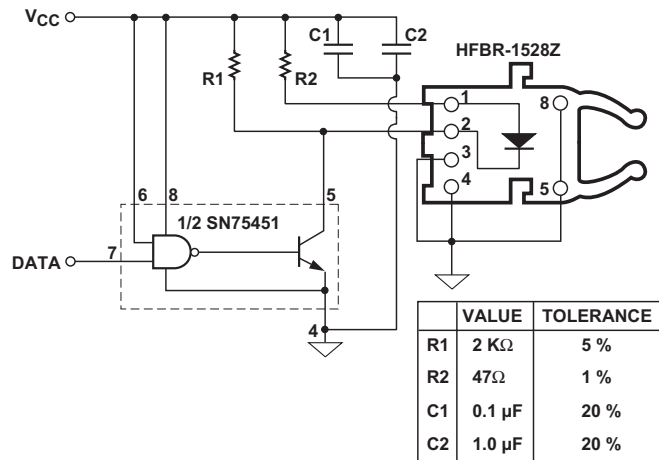 VCC
C1
C2
HFBR-1528Z
R1
R2
1
8
2
3
4
5
6
8
5
1/2 SN75451
DATA
7
4
VALUE TOLERANCE
R1 2 KΩ 5 %
R2 47Ω 1 %
C1 0.1 µF 20 %
C2 1.0 µF 20 %